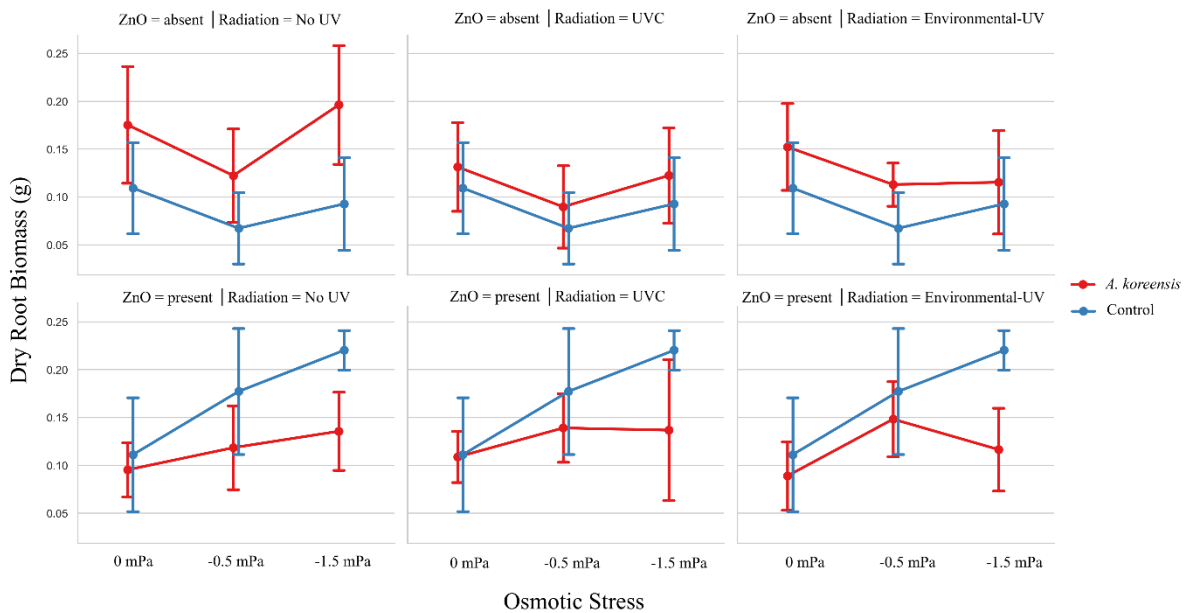 ZnO = absent | Radiation = No UV
ZnO = absent | Radiation = UVC
ZnO = absent | Radiation = Environmental-UV
0.25
0.20
0.15
0.10
0.05
ZnO = present | Radiation = No UV
ZnO = present | Radiation = UVC
ZnO = present | Radiation = Environmental-UV
0.25
0.20
0.15
0.10
0.05
Dry Root Biomass (g)
A. koreensis
Control
0 mPa -0.5 mPa -1.5 mPa
0 mPa -0.5 mPa -1.5 mPa
0 mPa -0.5 mPa -1.5 mPa
Osmotic Stress